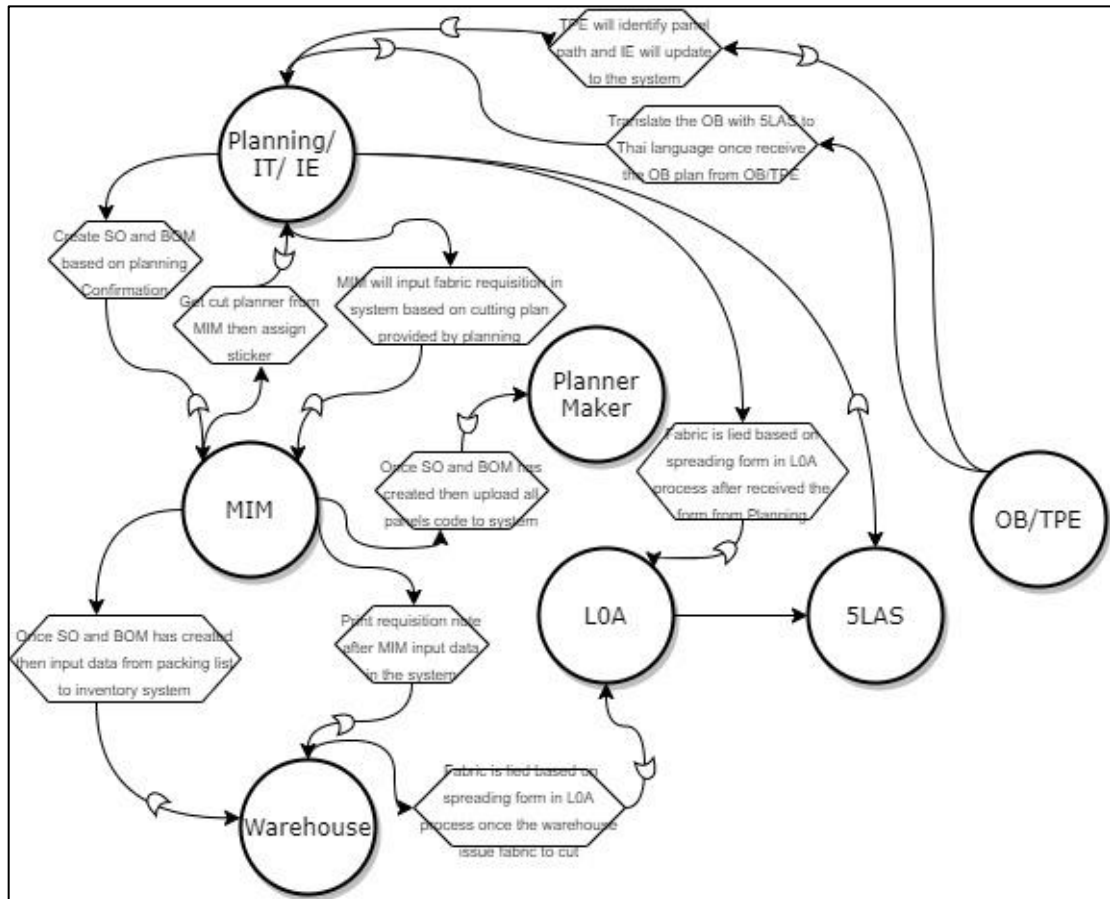 TPE will identify panel
path and IE will update
to the system
Translate the OB with 5LAS to
Thai language once receive
the OB plan from OB/TPE
Planning/
IT/ IE
Create SO and BOM
based on planning
Confirmation
Get cut planner from
MIM then assign
sticker
MIM will input fabric requisition in
system based on cutting plan
provided by planning
Planner
Maker
Once SO and BOM has
created then upload all
panels code to system
Fabric is lied based on
spreading form in L0A
process after received the
form from Planning
MIM
OB/TPE
L0A
5LAS
Once SO and BOM has created
then input data from packing list
to inventory system
Print requisition note
after MIM input data
in the system
Warehouse
Fabric is lied based on
spreading form in L0A
process once the warehouse
issue fabric to cut